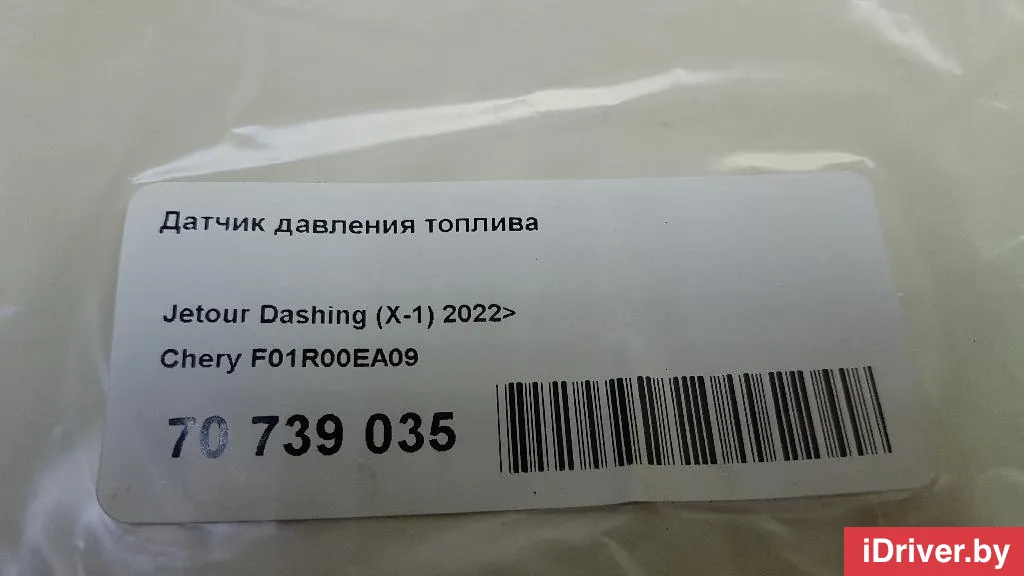 Датчик давления топлива
Jetour Dashing (X-1) 2022>
Chery F01R00EA09
70 739 035
iDriver.by